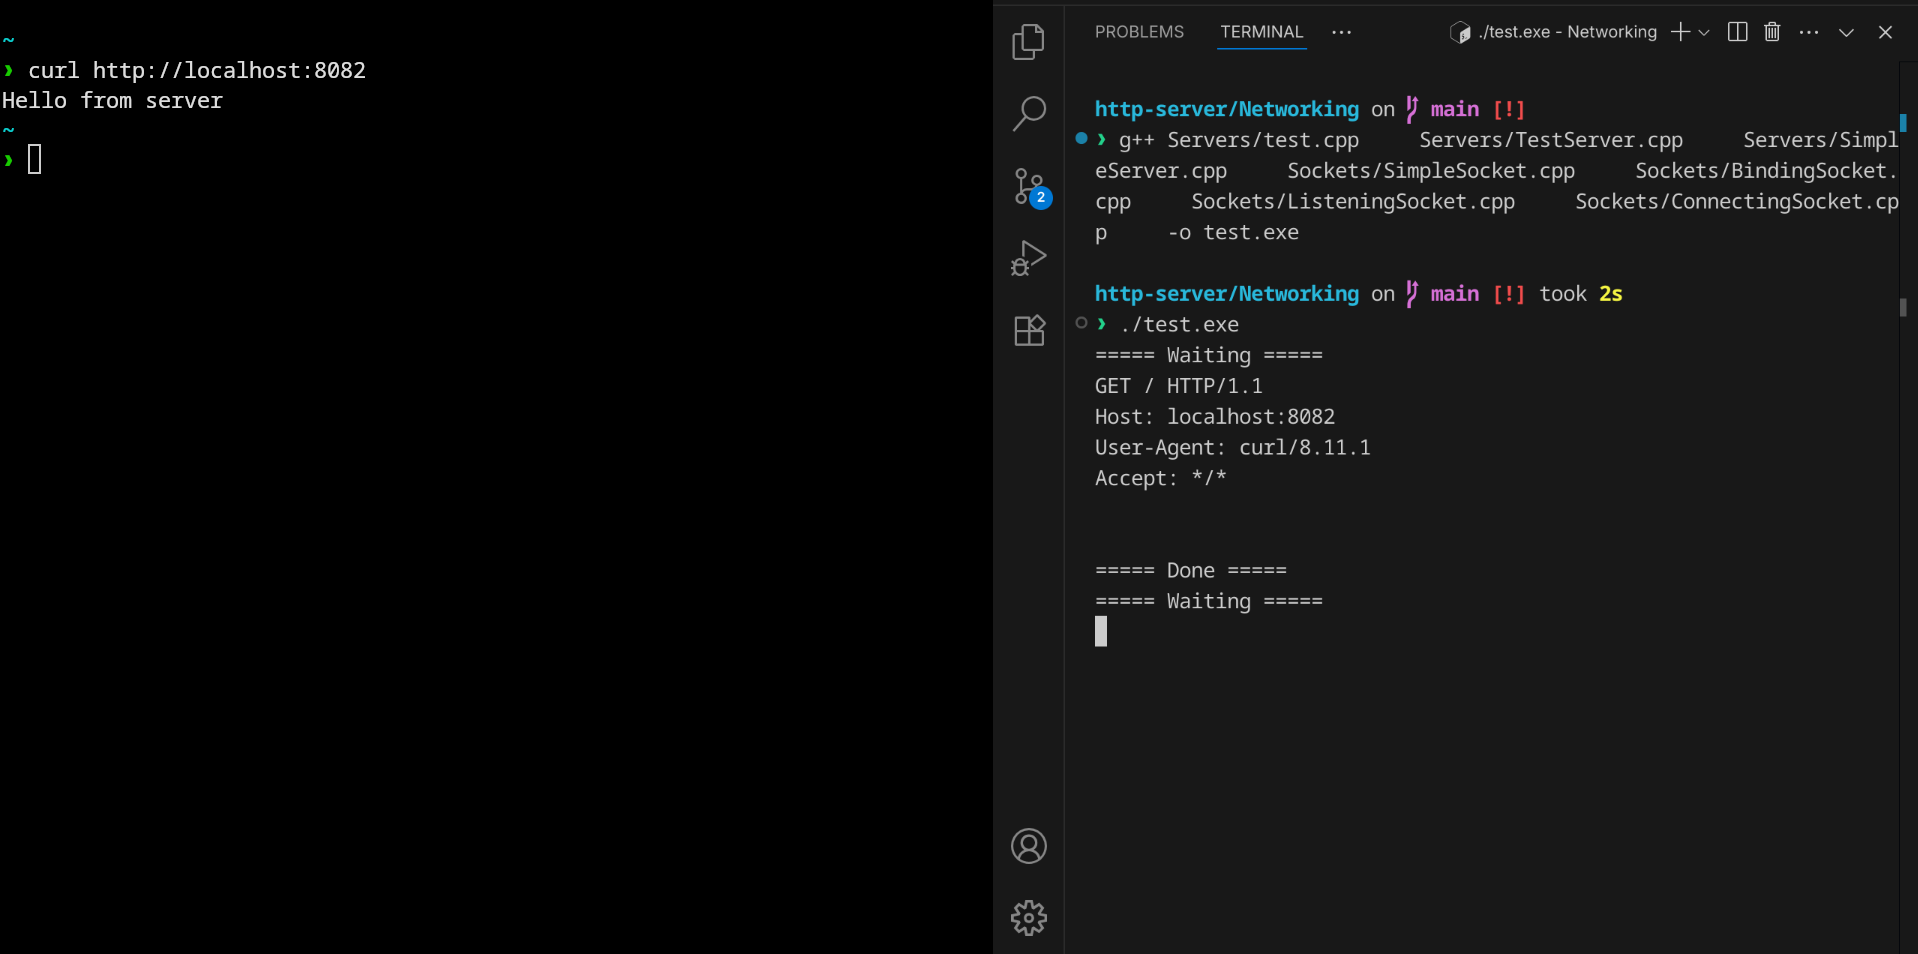 ~
› curl http://localhost:8082
Hello from server
~
›
PROBLEMS TERMINAL ··· ./test.exe - Networking
2
http-server/Networking on main [!]
› g++ Servers/test.cpp     Servers/TestServer.cpp     Servers/Simpl
eServer.cpp     Sockets/SimpleSocket.cpp     Sockets/BindingSocket.
cpp     Sockets/ListeningSocket.cpp     Sockets/ConnectingSocket.cp
p     -o test.exe
http-server/Networking on main [!] took 2s
› ./test.exe
===== Waiting =====
GET / HTTP/1.1
Host: localhost:8082
User-Agent: curl/8.11.1
Accept: */*
===== Done =====
===== Waiting =====